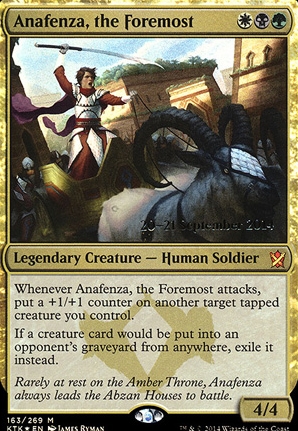 Anafenza, the Foremost
20–21 September 2014
Legendary Creature — Human Soldier
Whenever Anafenza, the Foremost attacks,
put a +1/+1 counter on another target tapped
creature you control.
If a creature card would be put into an
opponent's graveyard from anywhere, exile it
instead.
Rarely at rest on the Amber Throne, Anafenza
always leads the Abzan Houses to battle.
4/4
163/269 M
KTK • EN JAMES RYMAN
™ & © 2014 Wizards of the Coast